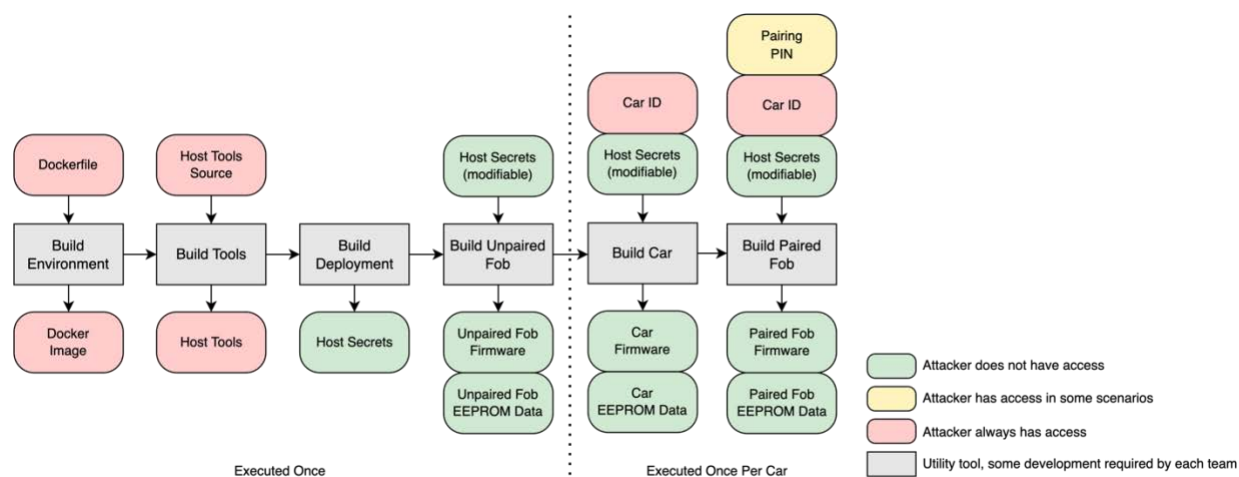 Pairing
PIN
Car ID
Car ID
Dockerfile
Host Tools
Source
Host Secrets
(modifiable)
Host Secrets
(modifiable)
Host Secrets
(modifiable)
Build
Environment
Build Tools
Build
Deployment
Build Unpaired
Fob
Build Car
Build Paired
Fob
Docker
Image
Host Tools
Host Secrets
Unpaired Fob
Firmware
Car
Firmware
Paired Fob
Firmware
Unpaired Fob
EEPROM Data
Car
EEPROM Data
Paired Fob
EEPROM Data
Attacker does not have access
Attacker has access in some scenarios
Attacker always has access
Utility tool, some development required by each team
Executed Once
Executed Once Per Car